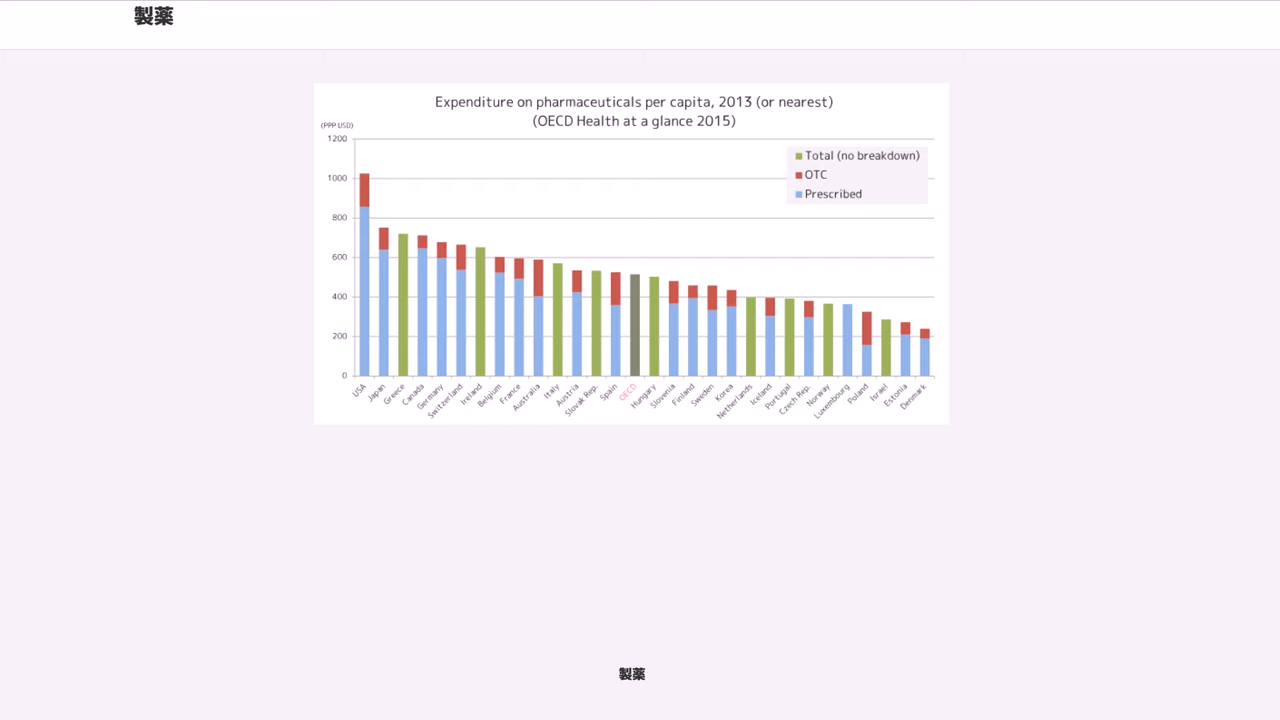 製薬
Expenditure on pharmaceuticals per capita, 2013 (or nearest)
(OECD Health at a glance 2015)
(PPP USD)
1200
1000
800
600
400
200
0
Total (no breakdown)
OTC
Prescribed
USA
Japan
Greece
Canada
Germany
Switzerland
Ireland
Belgium
France
Australia
Italy
Austria
Slovak Rep.
Spain
OECD
Hungary
Slovenia
Finland
Sweden
Korea
Netherlands
Iceland
Portugal
Czech Rep.
Norway
Luxembourg
Poland
Israel
Estonia
Denmark
製薬